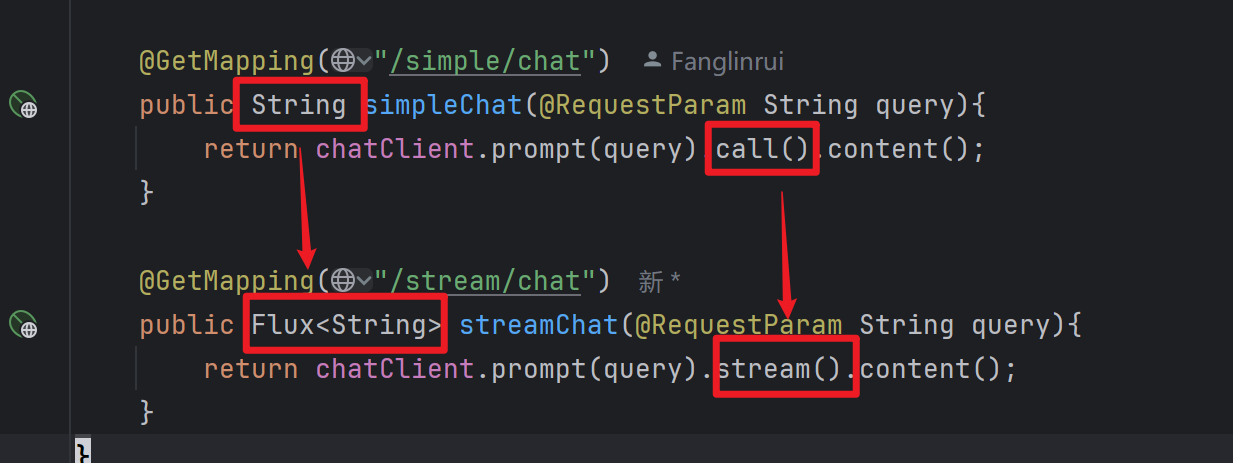 @GetMapping("/simple/chat") Fanglinrui
public String simpleChat(@RequestParam String query){
return chatClient.prompt(query).call().content();
}
@GetMapping("/stream/chat") 新 *
public Flux<String> streamChat(@RequestParam String query){
return chatClient.prompt(query).stream().content();
}
}